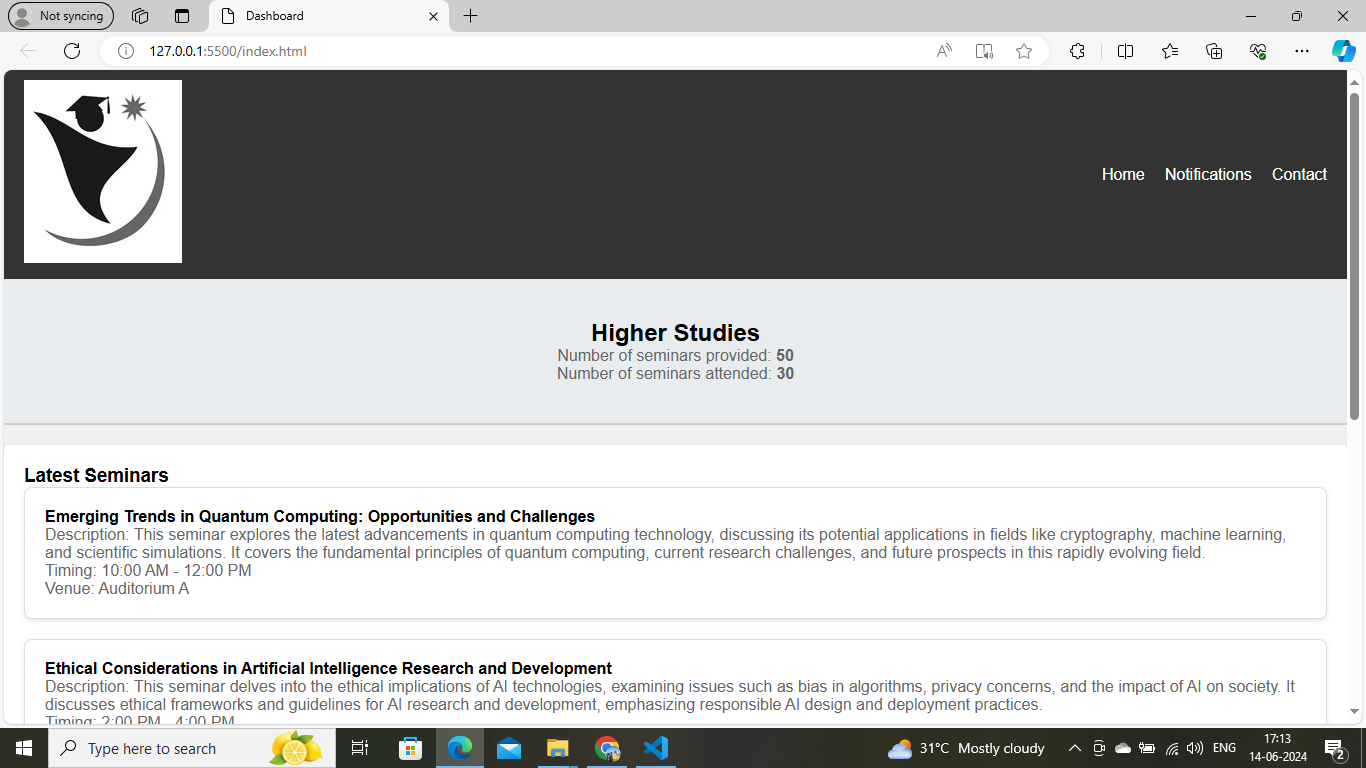 Not syncing
Dashboard
127.0.0.1:5500/index.html
Home Notifications Contact
Higher Studies
Number of seminars provided: 50
Number of seminars attended: 30
Latest Seminars
Emerging Trends in Quantum Computing: Opportunities and Challenges
Description: This seminar explores the latest advancements in quantum computing technology, discussing its potential applications in fields like cryptography, machine learning,
and scientific simulations. It covers the fundamental principles of quantum computing, current research challenges, and future prospects in this rapidly evolving field.
Timing: 10:00 AM - 12:00 PM
Venue: Auditorium A
Ethical Considerations in Artificial Intelligence Research and Development
Description: This seminar delves into the ethical implications of AI technologies, examining issues such as bias in algorithms, privacy concerns, and the impact of AI on society. It
discusses ethical frameworks and guidelines for AI research and development, emphasizing responsible AI design and deployment practices.
Timing: 2:00 PM - 4:00 PM
Type here to search
31°C Mostly cloudy
ENG
17:13
14-06-2024
2